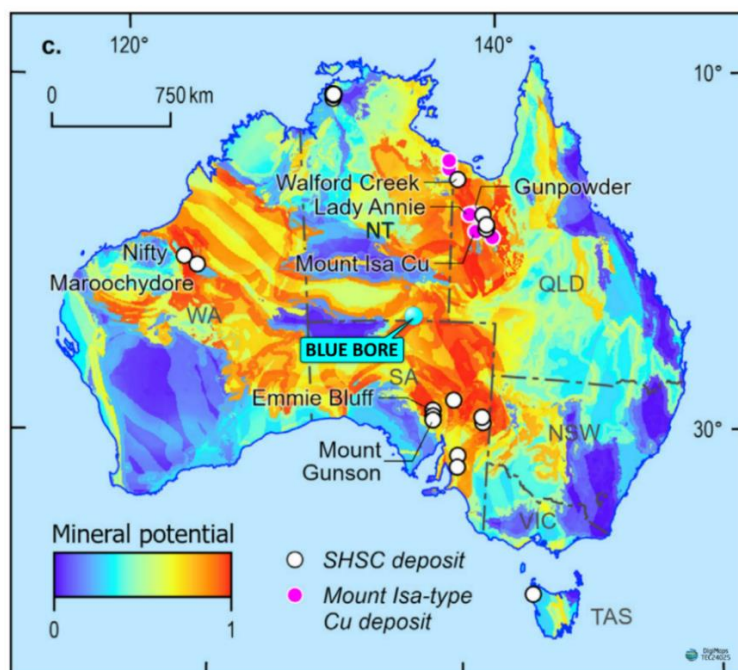 c.
120°
140°
10°
0
750 km
Walford Creek
Gunpowder
Lady Annie
NT
Nifty
Mount Isa Cu
Maroochydore
QLD
WA
BLUE BORE
SA
Emmie Bluff
NSW
30°
Mount
Gunson
VIC
Mineral potential
SHSC deposit
Mount Isa-type
Cu deposit
0
1
TAS
DigMaps
TEC24025